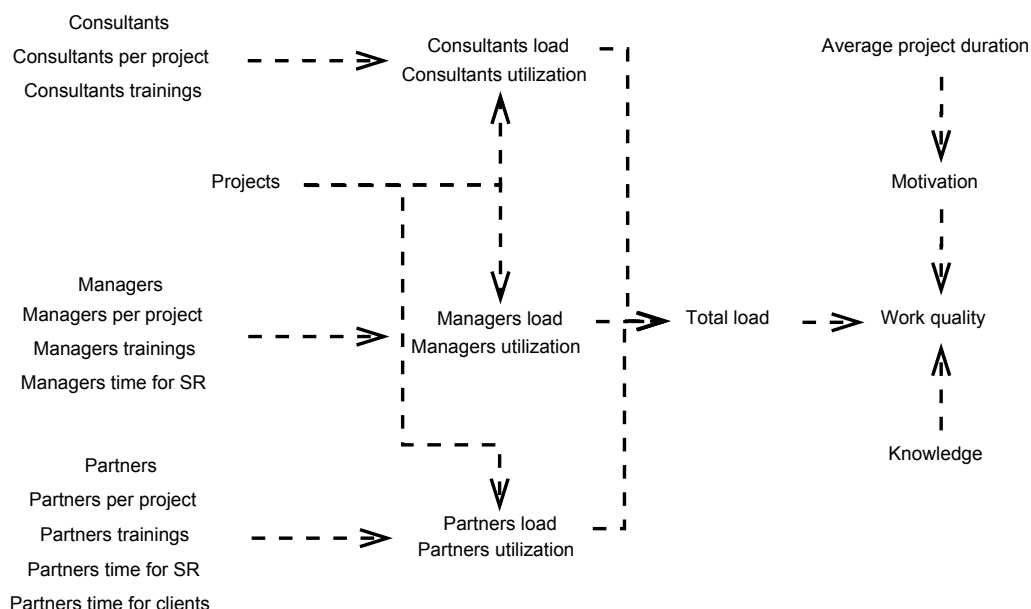 Consultants
Consultants per project
Consultants trainings
Consultants load
Consultants utilization
Average project duration
Projects
Motivation
Managers
Managers per project
Managers trainings
Managers time for SR
Managers load
Managers utilization
Total load
Work quality
Knowledge
Partners
Partners per project
Partners trainings
Partners time for SR
Partners time for clients
Partners load
Partners utilization